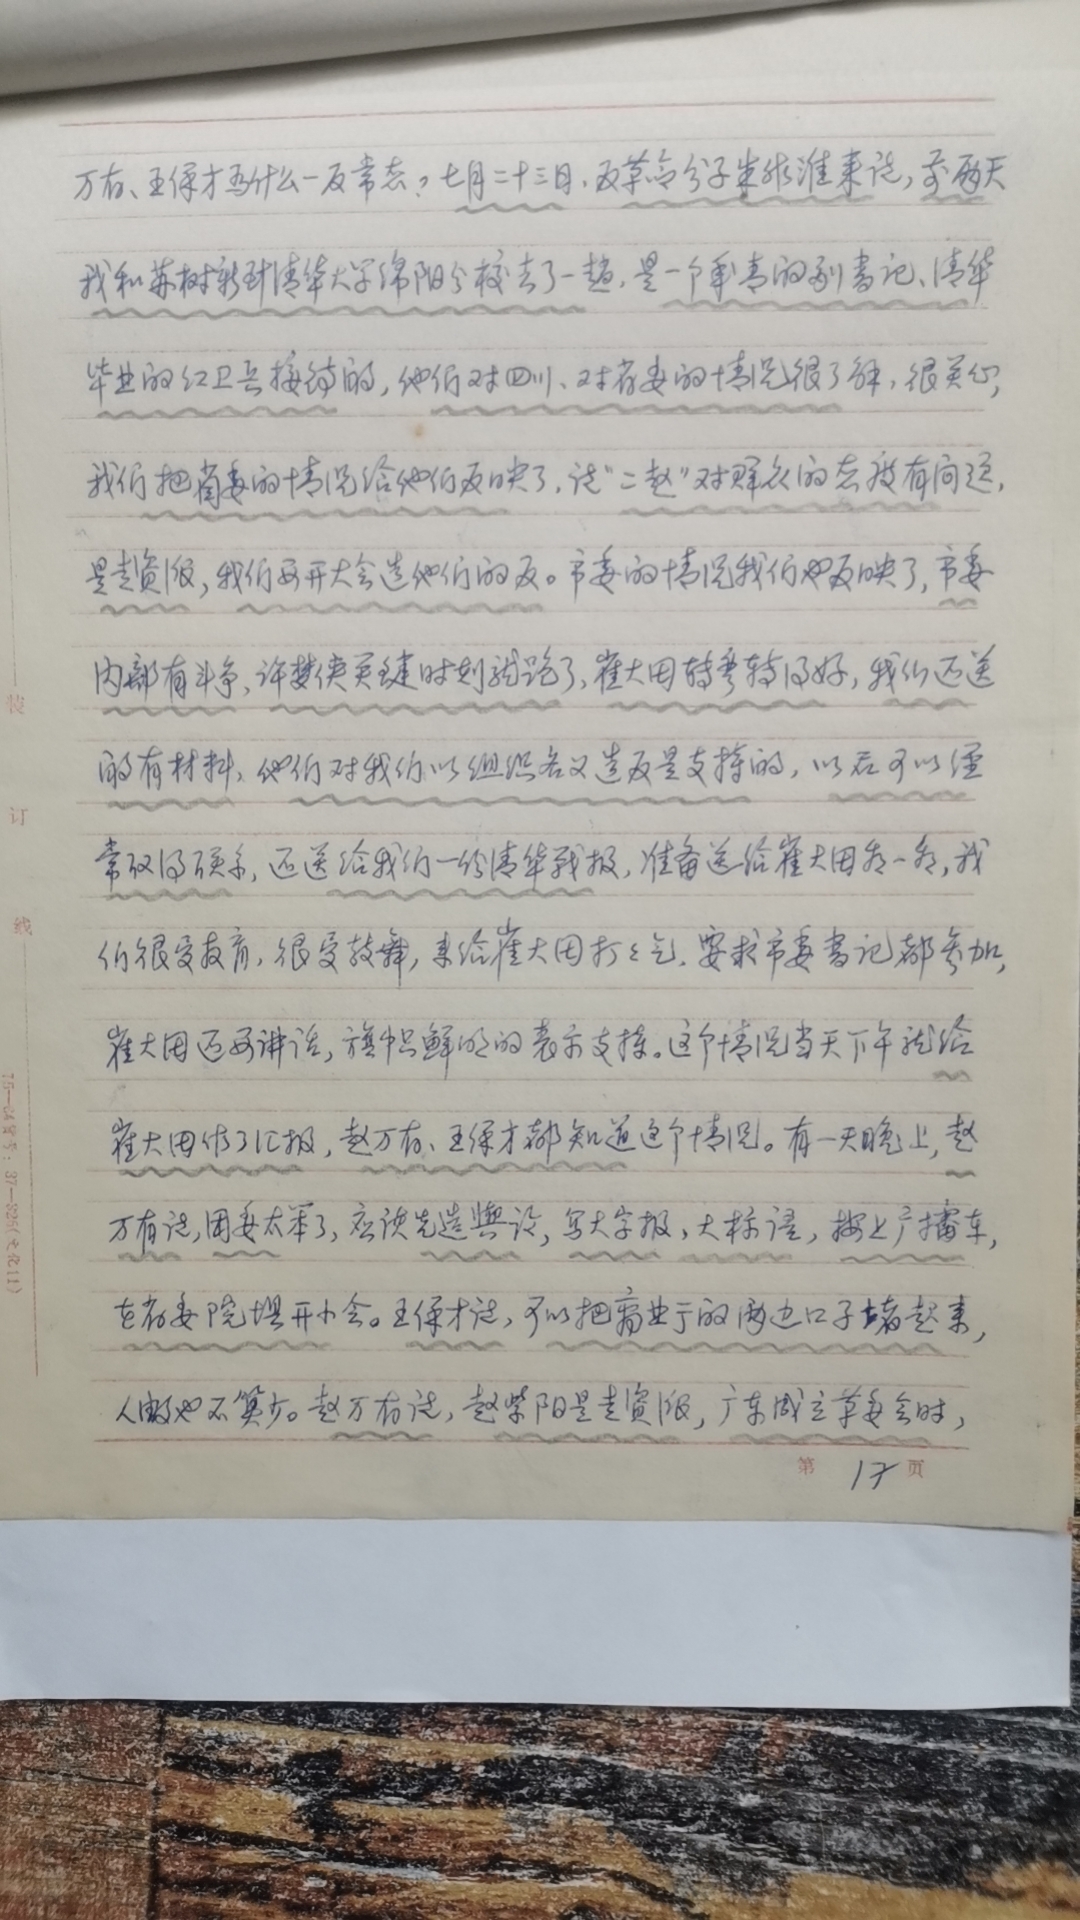 万有、王保才为什么一反常态？七月二十三日，反革命分子朱维来说，前两天
我和苏树新到清华大学绵阳分校去了一趟，是一个年青的副书记、清华
毕业的红卫兵接待的，他们对四川、对省委的情况很了解，很关心，
我们把省委的情况给他们反映了，说“二赵”对群众的态度有问题，
是走资派，我们要开大会造他们的反。市委的情况我们也反映了，市委
内部有斗争，许梦侠关键时刻就跑了，崔大田转弯转得好，我们还送
的有材料，他们对我们以组织名义造反是支持的，以后可以经
常取得联系，还送给我们一份清华战报，准备送给崔大田看一看，我
们很受教育，很受鼓舞，来给崔大田打打气，要求市委书记都参加，
崔大田还要讲话，旗帜鲜明的表示支持。这个情况当天下午就给
崔大田作了汇报，赵万有、王保才都知道这个情况。有一天晚上，赵
万有说，团委太笨了，应该先造舆论，写大字报，大标语，按上广播车，
在省委院坝开小会。王保才说，可以把商业厅的两边口子堵起来，
人数也不算少。赵万有说，赵紫阳是走资派，广东成立革委会时，
第 17 页
装
订
线